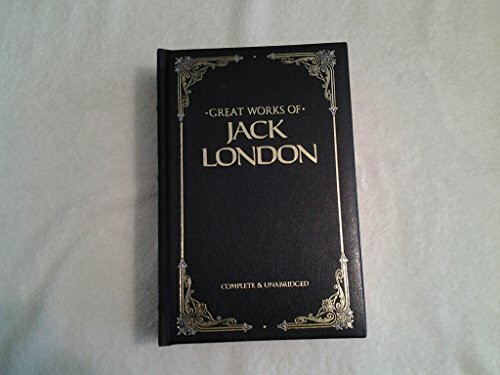 ·GREAT WORKS OF·
JACK
LONDON
COMPLETE & UNABRIDGED